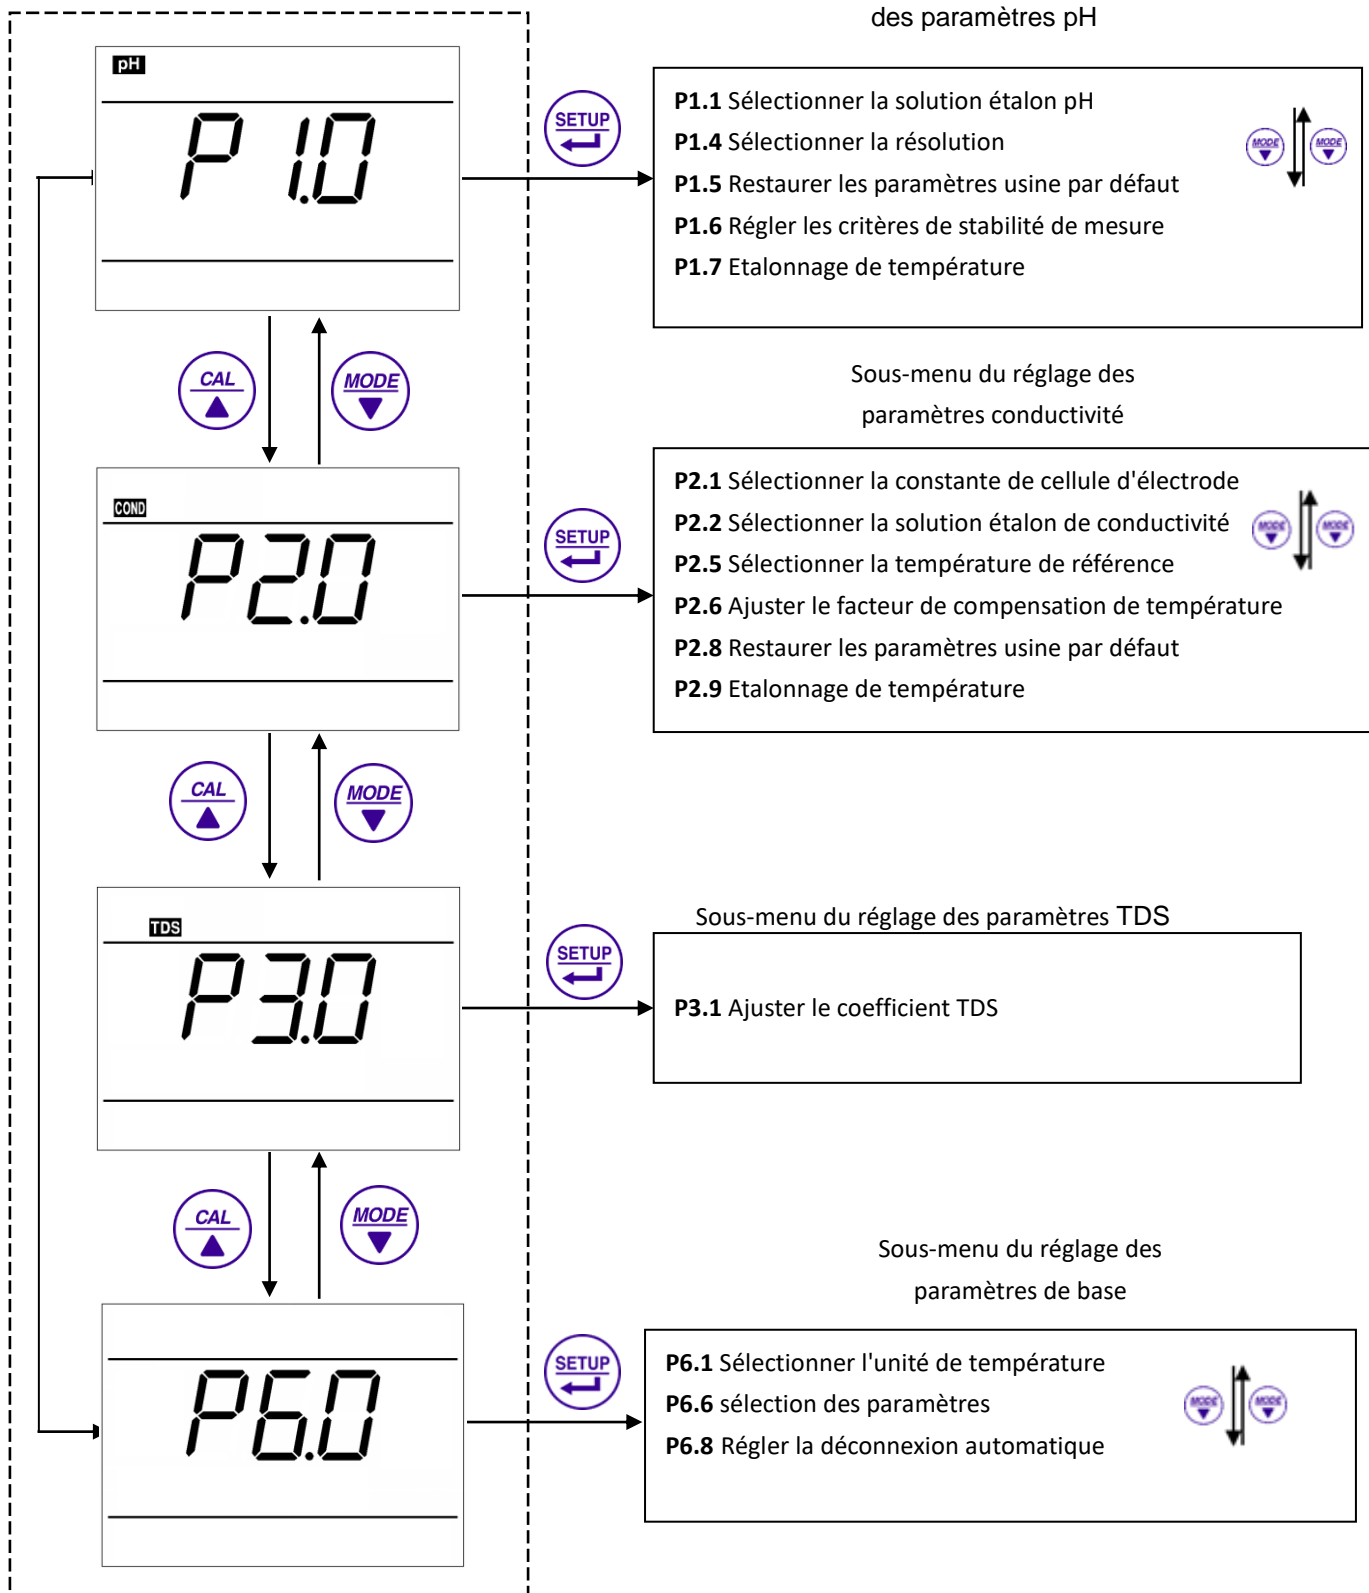 des paramètres pH
pH
P1.0
SETUP
P1.1 Sélectionner la solution étalon pH
P1.4 Sélectionner la résolution
P1.5 Restaurer les paramètres usine par défaut
P1.6 Régler les critères de stabilité de mesure
P1.7 Etalonnage de température
MODE
MODE
CAL
MODE
Sous-menu du réglage des
paramètres conductivité
COND
P2.0
SETUP
P2.1 Sélectionner la constante de cellule d'électrode
P2.2 Sélectionner la solution étalon de conductivité
P2.5 Sélectionner la température de référence
P2.6 Ajuster le facteur de compensation de température
P2.8 Restaurer les paramètres usine par défaut
P2.9 Etalonnage de température
MODE
MODE
CAL
MODE
Sous-menu du réglage des paramètres TDS
TDS
P3.0
SETUP
P3.1 Ajuster le coefficient TDS
CAL
MODE
Sous-menu du réglage des
paramètres de base
P6.0
SETUP
P6.1 Sélectionner l'unité de température
P6.6 sélection des paramètres
P6.8 Régler la déconnexion automatique
MODE
MODE